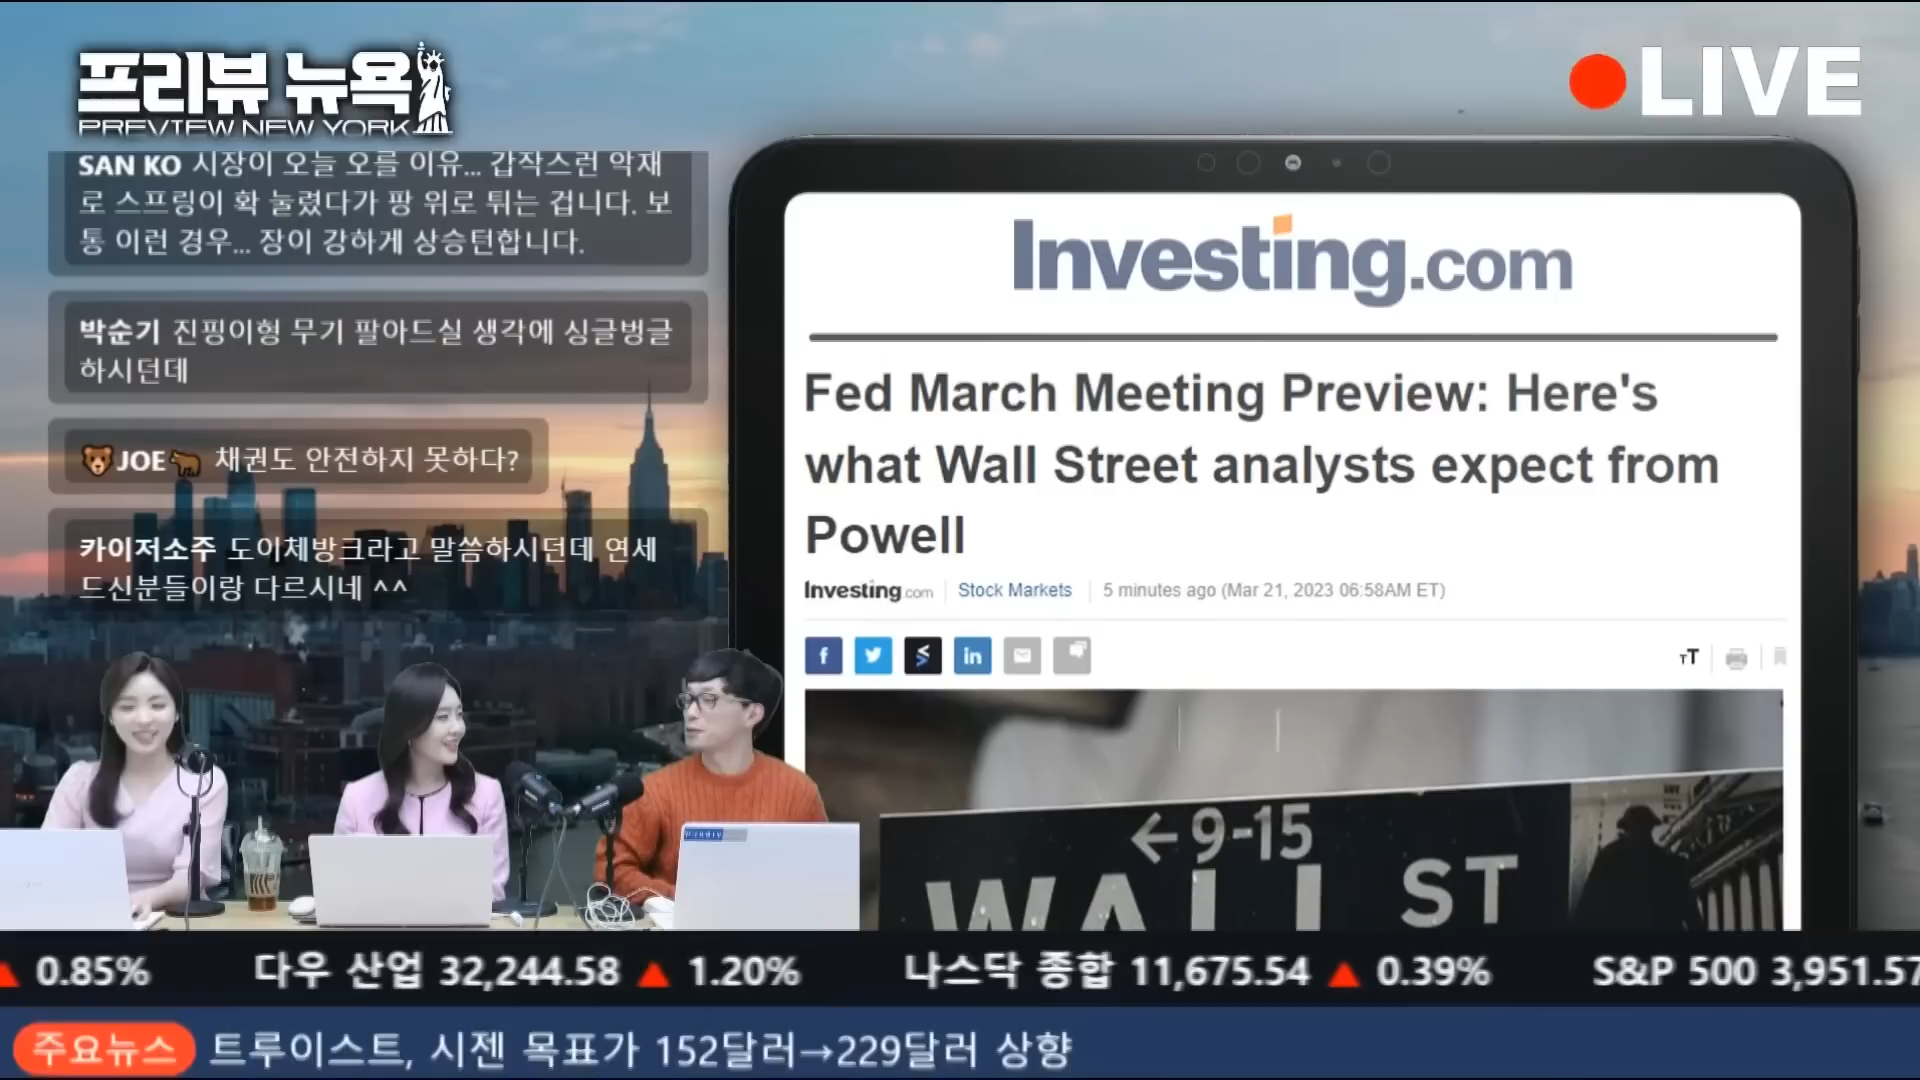 프리뷰 뉴욕
PREVIEW NEW YORK
LIVE
SAN KO 시장이 오늘 오를 이유... 갑작스런 악재
로 스프링이 확 눌렸다가 팡 위로 튀는 겁니다. 보
통 이런 경우... 장이 강하게 상승턴합니다.
박순기 진핑이형 무기 팔아드실 생각에 싱글벙글
하시던데
🐻JOE🐂 채권도 안전하지 못하다?
카이저소주 도이체방크라고 말씀하시던데 연세
드신분들이랑 다르시네 ^^
Investing.com
Fed March Meeting Preview: Here's
what Wall Street analysts expect from
Powell
Investing.com Stock Markets 5 minutes ago (Mar 21, 2023 06:58AM ET)
f in
TT
←9-15
WALL ST
▲ 0.85% 다우 산업 32,244.58 ▲ 1.20% 나스닥 종합 11,675.54 ▲ 0.39% S&P 500 3,951.57
주요뉴스 트루이스트, 시젠 목표가 152달러→229달러 상향